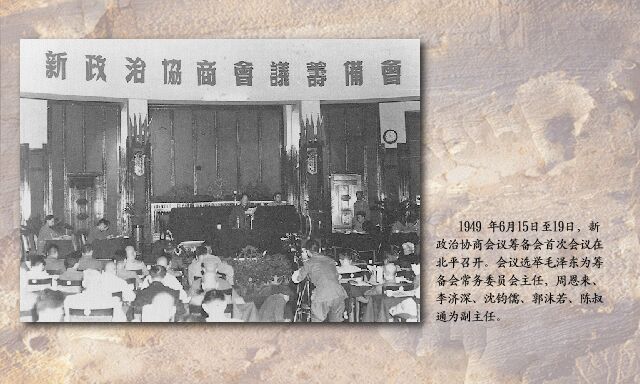 新政治協商會議籌備會
1949 年6月15日至19日，新
政治协商会议筹备会首次会议在
北平召开。会议选举毛泽东为筹
备会常务委员会主任，周恩来、
李济深、沈钧儒、郭沫若、陈叔
通为副主任。